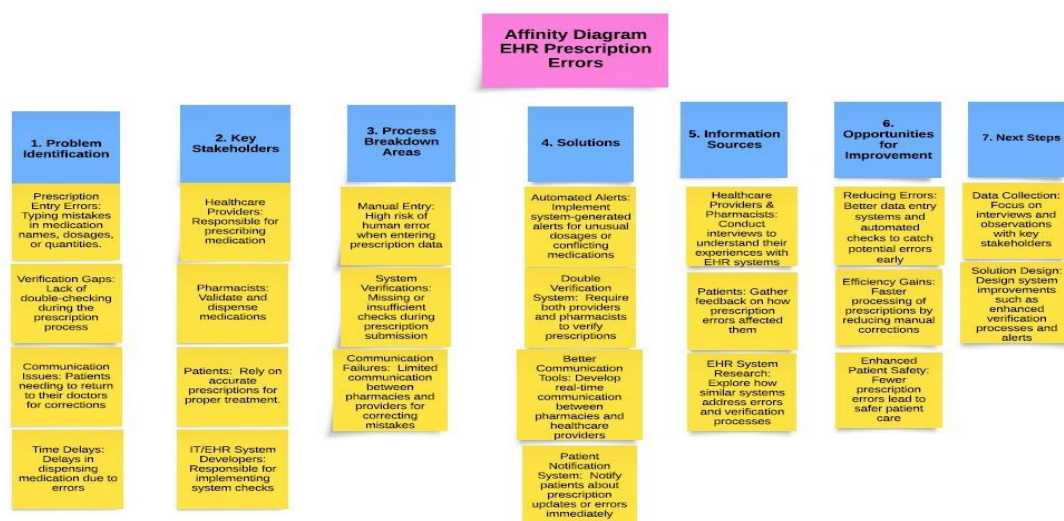 Affinity Diagram
EHR Prescription
Errors
1. Problem
Identification
Prescription
Entry Errors:
Typing mistakes
in medication
names, dosages,
or quantities.
Verification Gaps:
Lack of
double-checking
during the
prescription
process
Communication
Issues: Patients
needing to return
to their doctors for
corrections
Time Delays:
Delays in
dispensing
medication due to
errors
2. Key
Stakeholders
Healthcare
Providers:
Responsible for
prescribing
medication
Pharmacists:
Validate and
dispense
medications
Patients: Rely on
accurate
prescriptions for
proper treatment.
IT/EHR System
Developers:
Responsible for
implementing
system checks
3. Process
Breakdown
Areas
Manual Entry:
High risk of
human error
when entering
prescription data
System
Verifications:
Missing or
insufficient
checks during
prescription
submission
Communication
Failures: Limited
communication
between
pharmacies and
providers for
correcting
mistakes
4. Solutions
Automated Alerts:
Implement
system-generated
alerts for unusual
dosages or
conflicting
medications
Double
Verification
System: Require
both providers and
pharmacists to
verify prescriptions
Better
Communication
Tools: Develop
real-time
communication
between
pharmacies and
healthcare
providers
Patient
Notification
System: Notify
patients about
prescription
updates or errors
immediately
5. Information
Sources
Healthcare
Providers &
Pharmacists:
Conduct
interviews to
understand their
experiences with
EHR systems
Patients: Gather
feedback on how
prescription
errors affected
them
EHR System
Research:
Explore how
similar systems
address errors
and verification
processes
6.
Opportunities
for
Improvement
Reducing Errors:
Better data entry
systems and
automated
checks to catch
potential errors
early
Efficiency Gains:
Faster
processing of
prescriptions by
reducing manual
corrections
Enhanced
Patient Safety:
Fewer
prescription
errors lead to
safer patient
care
7. Next Steps
Data Collection:
Focus on
interviews and
observations
with key
stakeholders
Solution Design:
Design system
improvements
such as
enhanced
verification
processes and
alerts